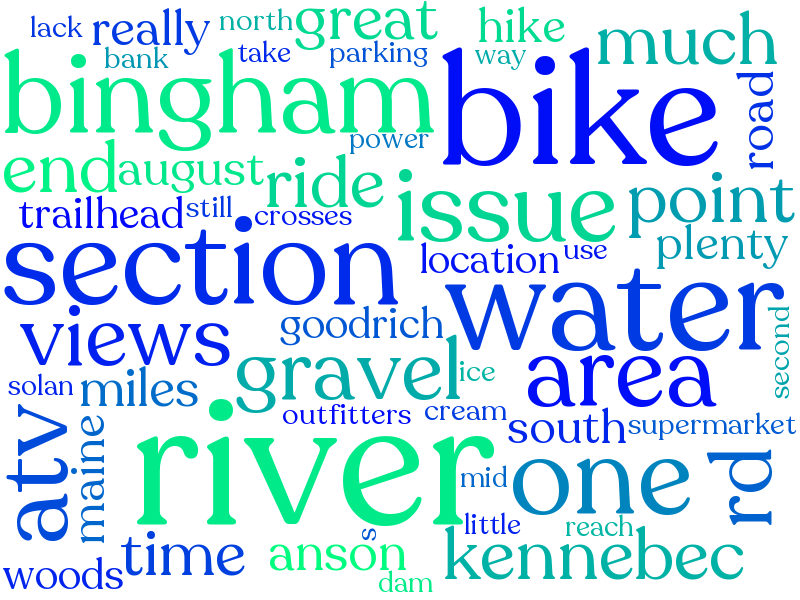 lack really north great hike much
bank take parking way
bingham bike road
power
end august ride issue point
trailhead still crosses plenty
section location use
water
views goodrich second
gravel ice area
solan miles
outfitters cream south supermarket
atv maine river mid one rd
little reach
s
woods time anson kennebec
dam